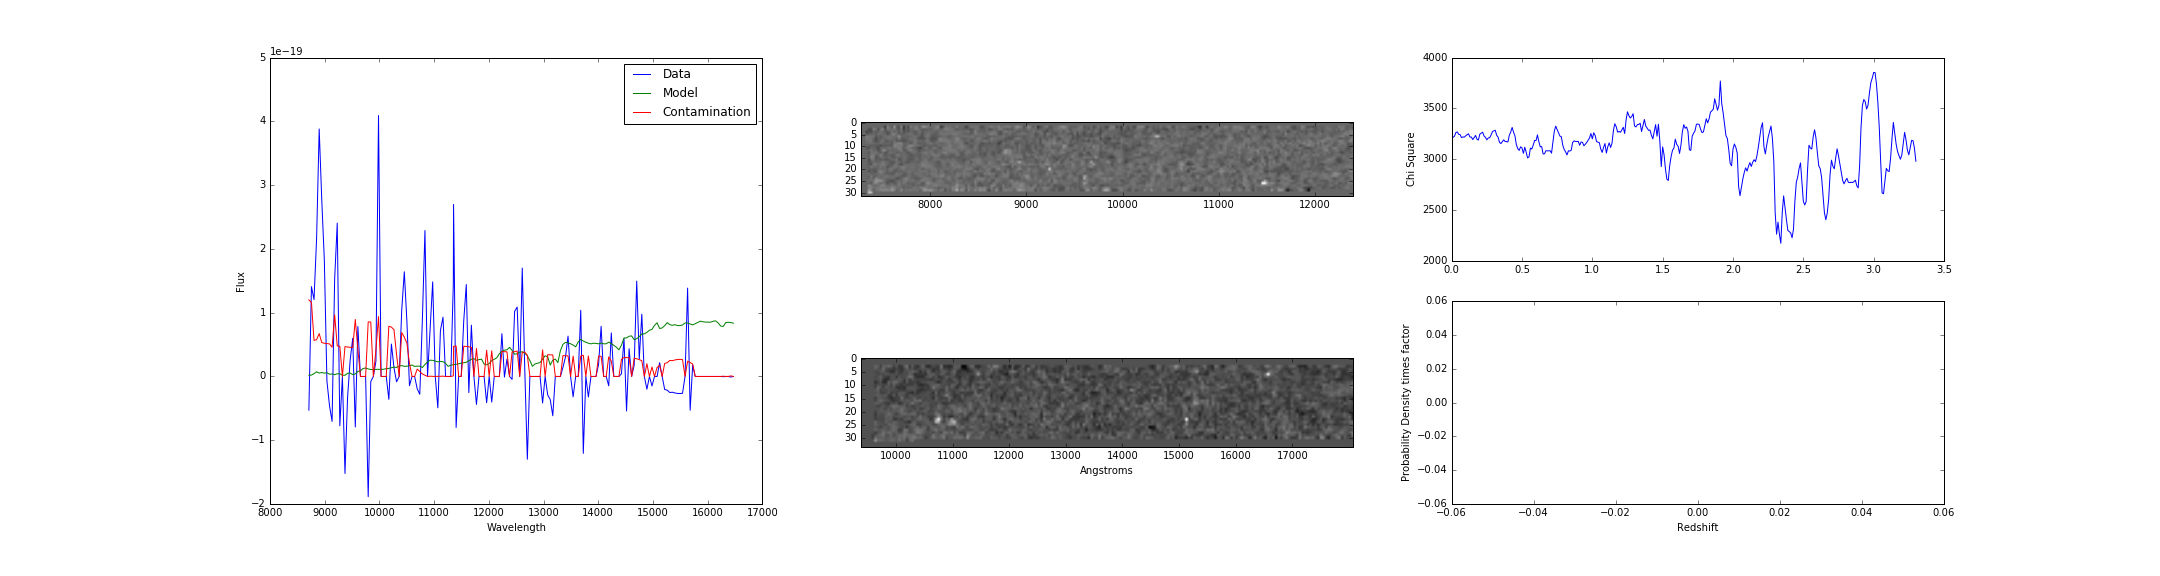 1e−19
5
4
3
2
1
0
−1
−2
Flux
8000 9000 10000 11000 12000 13000 14000 15000 16000 17000
Wavelength
Data
Model
Contamination
0
5
10
15
20
25
30
8000 9000 10000 11000 12000
0
5
10
15
20
25
30
10000 11000 12000 13000 14000 15000 16000 17000
Angstroms
4000
3500
3000
2500
2000
Chi Square
0.0 0.5 1.0 1.5 2.0 2.5 3.0 3.5
0.06
0.04
0.02
0.00
−0.02
−0.04
−0.06
Probability Density times factor
−0.06 −0.04 −0.02 0.00 0.02 0.04 0.06
Redshift